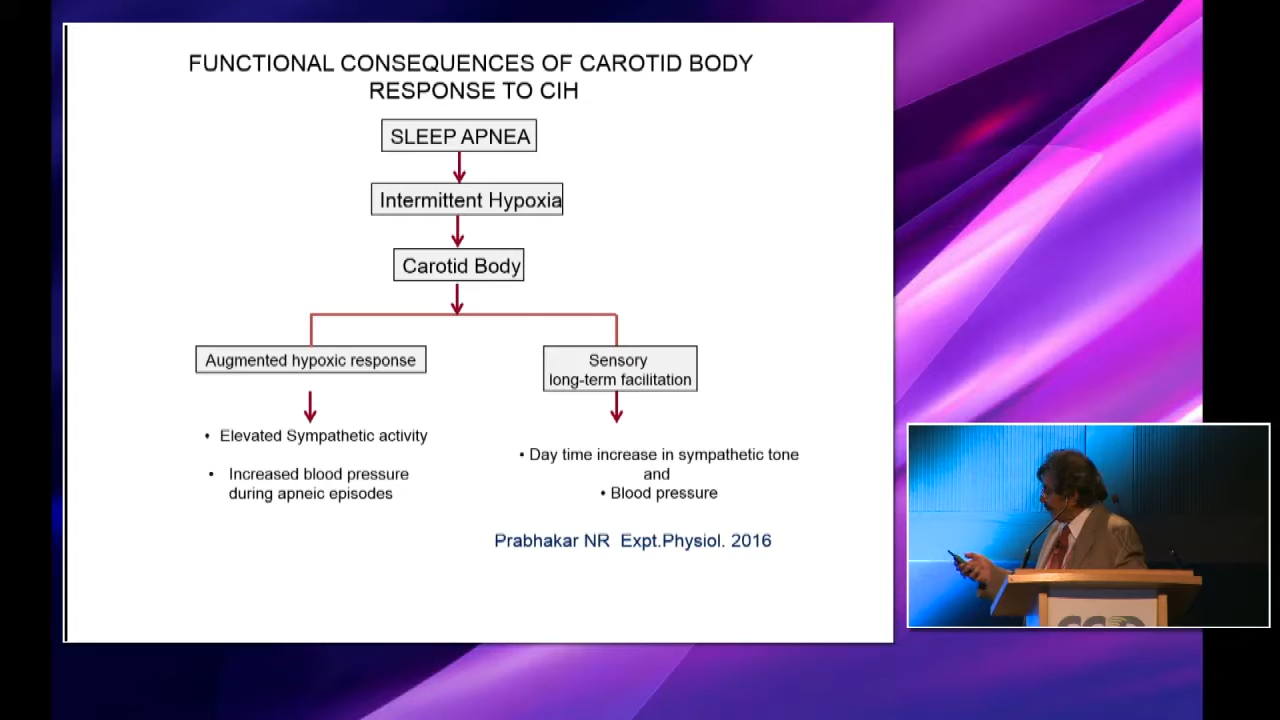 FUNCTIONAL CONSEQUENCES OF CAROTID BODY
RESPONSE TO CIH
SLEEP APNEA
Intermittent Hypoxia
Carotid Body
Augmented hypoxic response
Sensory
long-term facilitation
• Elevated Sympathetic activity
• Increased blood pressure
during apneic episodes
• Day time increase in sympathetic tone
and
• Blood pressure
Prabhakar NR Expt.Physiol. 2016